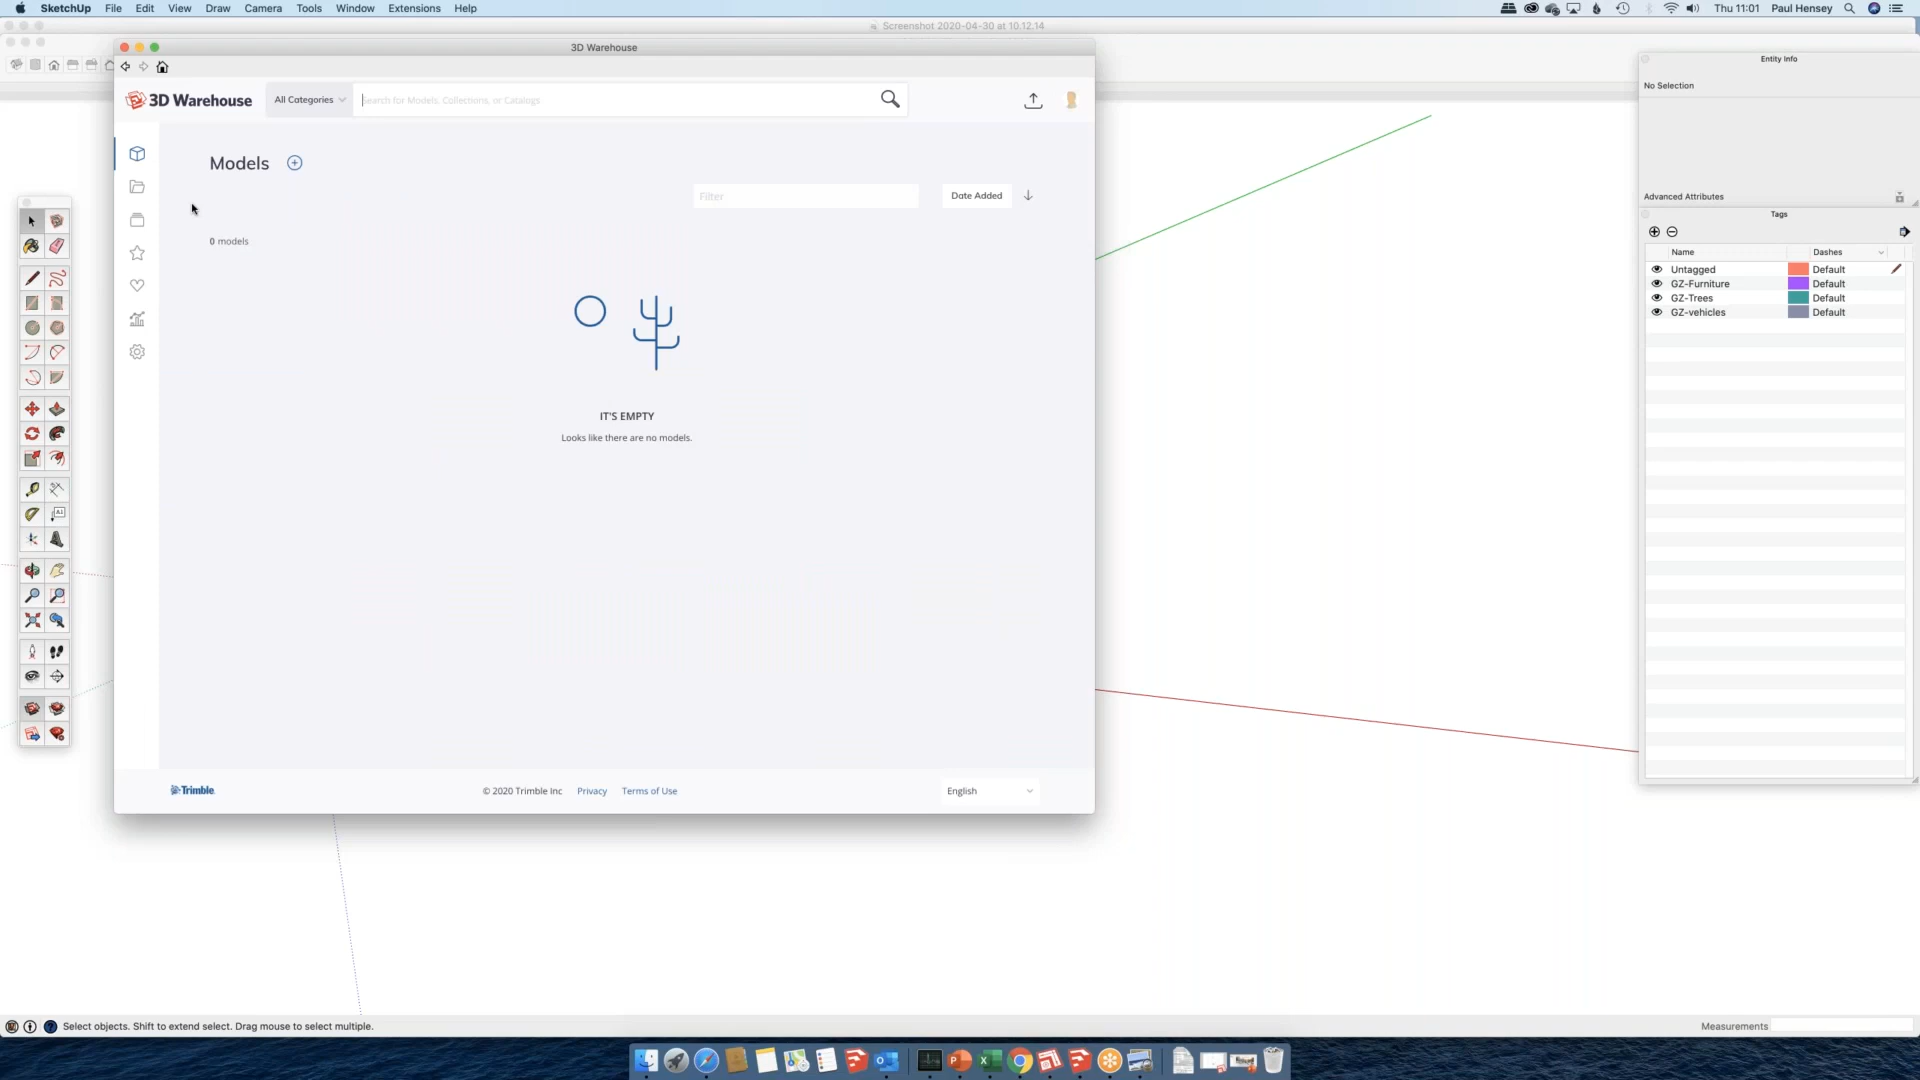 SketchUp File Edit View Draw Camera Tools Window Extensions Help
Thu 11:01 Paul Hensey
Screenshot 2020-04-30 at 10.12.14
3D Warehouse
3D Warehouse
All Categories
Search for Models, Collections, or Catalogs
Models
Filter
Date Added
0 models
IT'S EMPTY
Looks like there are no models.
Trimble
© 2020 Trimble Inc Privacy Terms of Use
English
Entity Info
No Selection
Advanced Attributes
Tags
Name Dashes
Untagged Default
GZ-Furniture Default
GZ-Trees Default
GZ-vehicles Default
Select objects. Shift to extend select. Drag mouse to select multiple.
Measurements